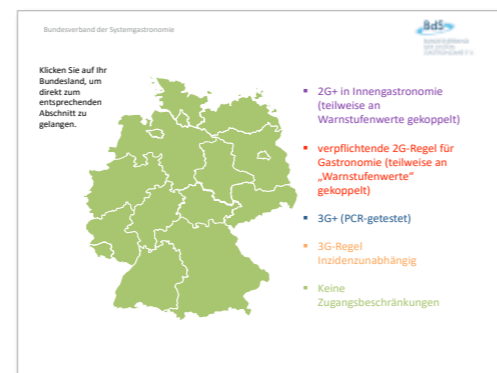 Bundesverband der Systemgastronomie
BdS
Klicken Sie auf Ihr
Bundesland, um
direkt zum
entsprechenden
Abschnitt zu
gelangen.
▪ 2G+ in Innengastronomie
(teilweise an
Warnstufenwerte gekoppelt)
▪ verpflichtende 2G-Regel für
Gastronomie (teilweise an
„Warnstufenwerte“
gekoppelt)
▪ 3G+ (PCR-getestet)
▪ 3G-Regel
Inzidenzunabhängig
▪ Keine
Zugangsbeschränkungen